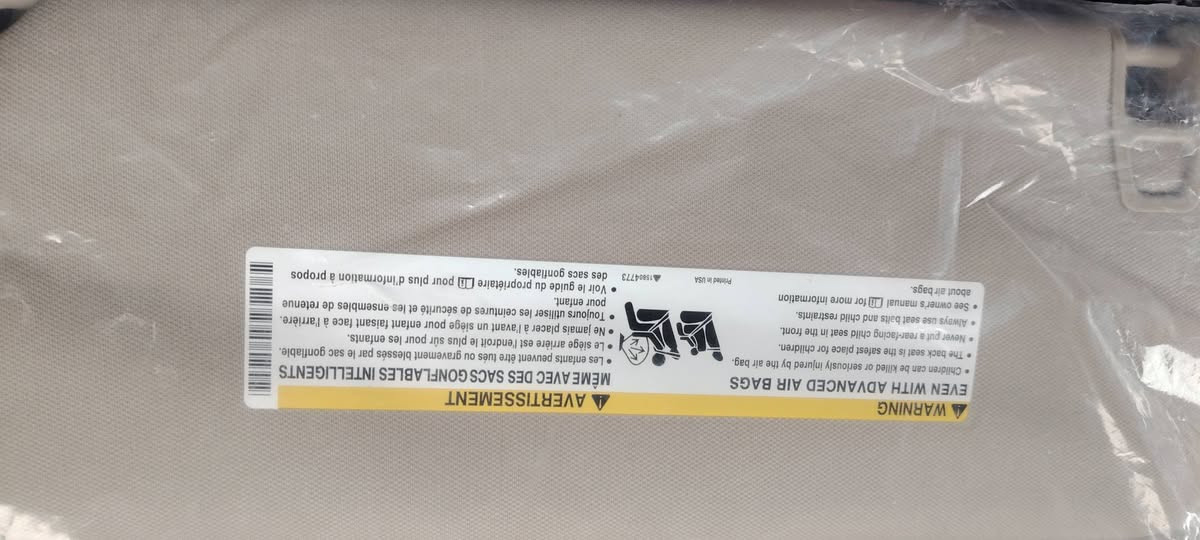 WARNING
EVEN WITH ADVANCED AIR BAGS
• Children can be killed or seriously injured by the air bag.
• The back seat is the safest place for children.
• Never put a rear-facing child seat in the front.
• Always use seat belts and child restraints.
• See owner's manual for more information
about air bags.
Printed in USA
15804773
AVERTISSEMENT
MÊME AVEC DES SACS GONFLABLES INTELLIGENTS
• Les enfants peuvent être tués ou gravement blessés par le sac gonflable.
• Le siège arrière est l'endroit le plus sûr pour les enfants.
• Ne jamais placer à l'avant un siège pour enfant faisant face à l'arrière.
• Toujours utiliser les ceintures de sécurité et les ensembles de retenue
pour enfant.
• Voir le guide du propriétaire pour plus d'information à propos
des sacs gonflables.